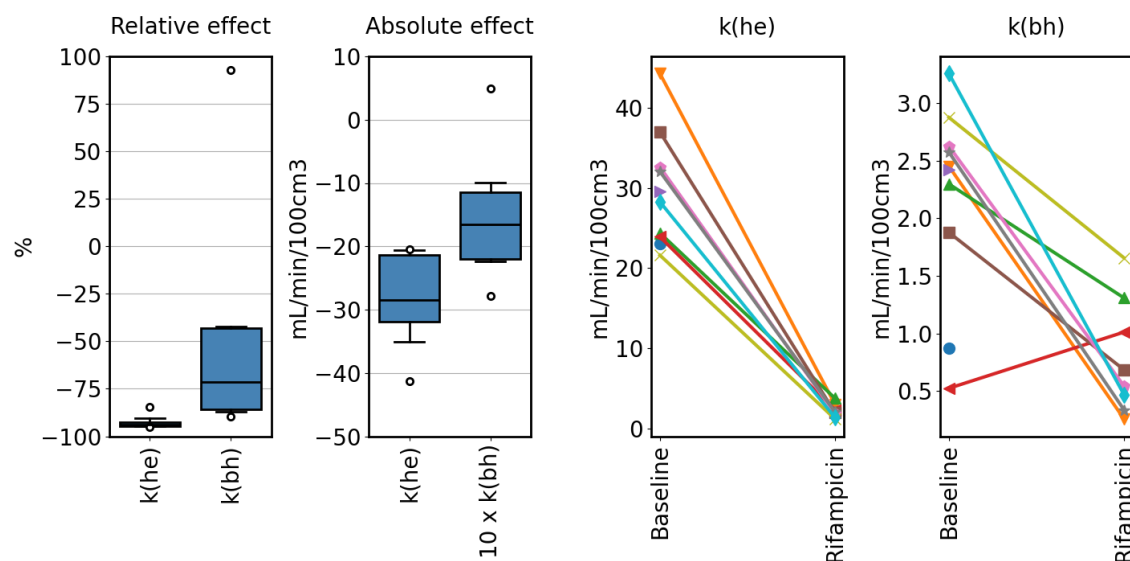 Relative effect
%
100
75
50
25
0
−25
−50
−75
−100
k(he)
k(bh)
Absolute effect
mL/min/100cm3
10
0
−10
−20
−30
−40
−50
k(he)
10 x k(bh)
k(he)
mL/min/100cm3
40
30
20
10
0
Baseline
Rifampicin
k(bh)
mL/min/100cm3
3.0
2.5
2.0
1.5
1.0
0.5
Baseline
Rifampicin